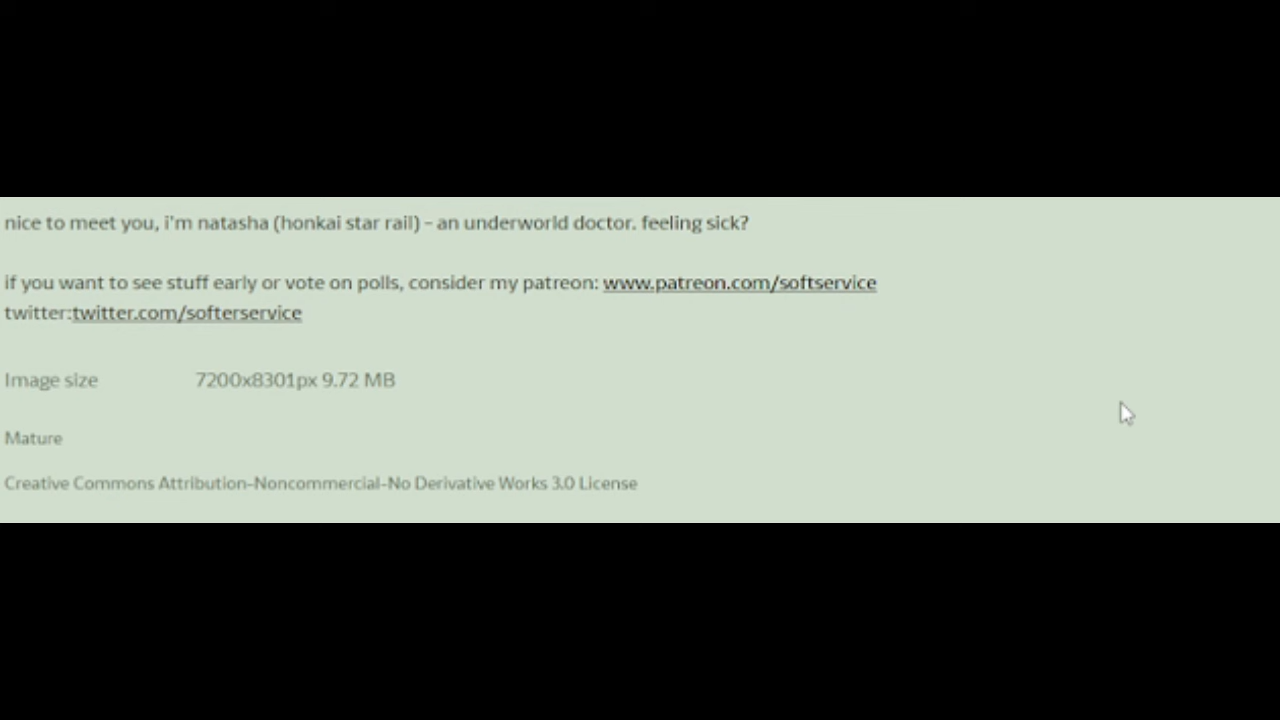 nice to meet you, i'm natasha (honkai star rail) - an underworld doctor. feeling sick?
if you want to see stuff early or vote on polls, consider my patreon: www.patreon.com/softservice
twitter:twitter.com/softerservice
Image size 7200x8301px 9.72 MB
Mature
Creative Commons Attribution-Noncommercial-No Derivative Works 3.0 License